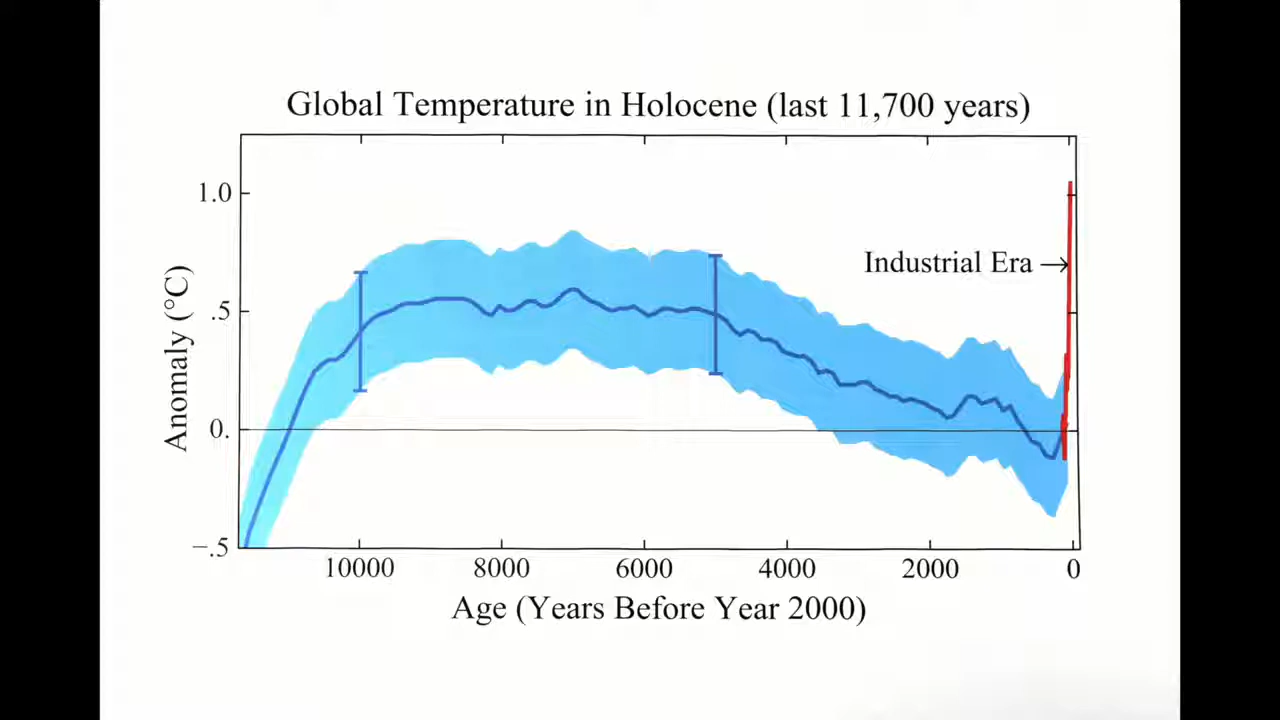 Global Temperature in Holocene (last 11,700 years)
1.0
.5
0.
−.5
Anomaly (°C)
Industrial Era →
10000 8000 6000 4000 2000 0
Age (Years Before Year 2000)